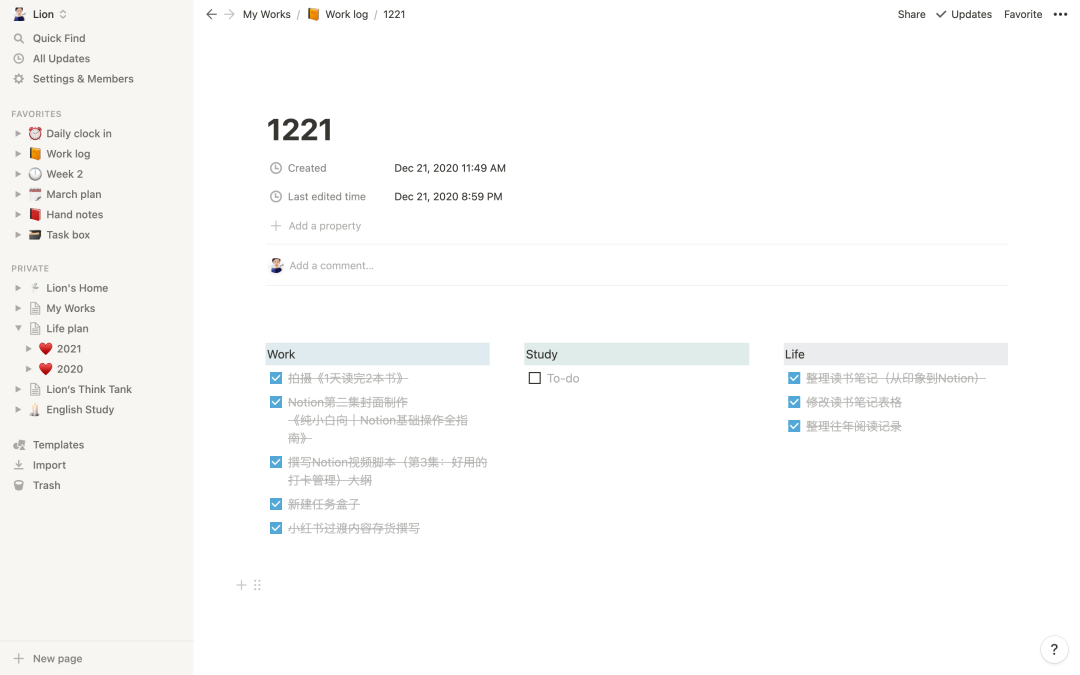 Lion
Quick Find
All Updates
Settings & Members
FAVORITES
Daily clock in
Work log
Week 2
March plan
Hand notes
Task box
PRIVATE
Lion's Home
My Works
Life plan
2021
2020
Lion's Think Tank
English Study
Templates
Import
Trash
New page
My Works / Work log / 1221
Share Updates Favorite
1221
Created Dec 21, 2020 11:49 AM
Last edited time Dec 21, 2020 8:59 PM
Add a property
Add a comment...
Work
拍摄《1天读完2本书》
Notion第二集封面制作
《纯小白向|Notion基础操作全指
南》
撰写Notion视频脚本（第3集：好用的
打卡管理）大纲
新建任务盒子
小红书过渡内容存货撰写
Study
To-do
Life
整理读书笔记（从印象到Notion）
修改读书笔记表格
整理往年阅读记录
?